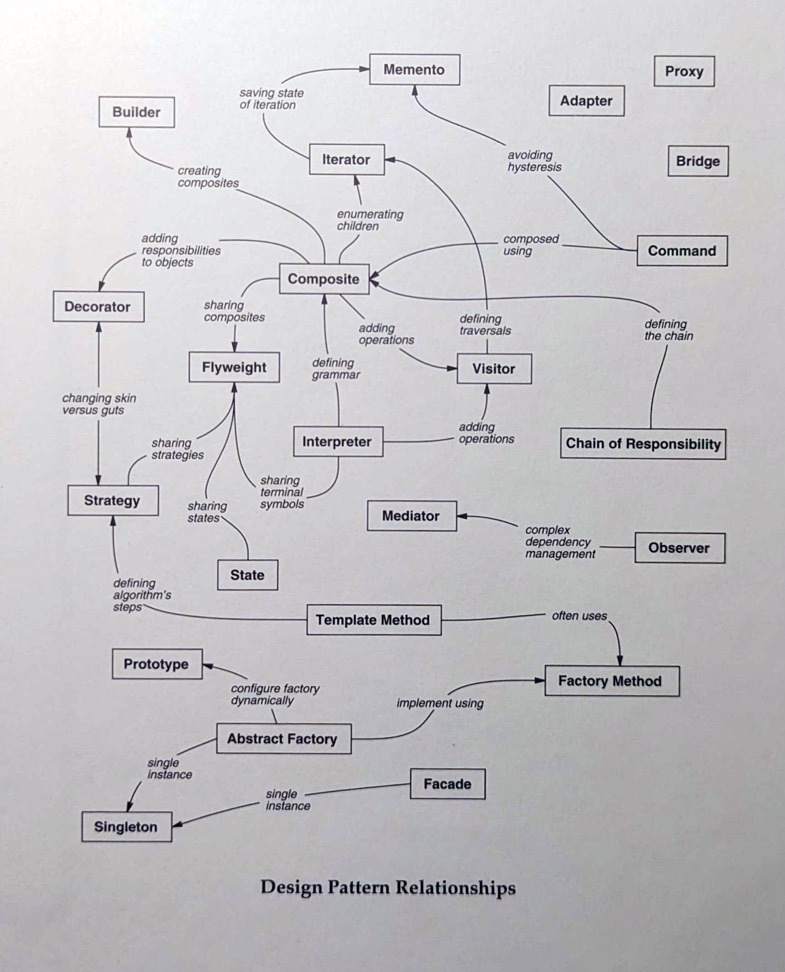 Memento
Proxy
saving state
of iteration
Adapter
Builder
Iterator
avoiding
hysteresis
Bridge
creating
composites
enumerating
children
adding
responsibilities
to objects
composed
using
Command
Composite
Decorator
sharing
composites
adding
operations
defining
traversals
defining
the chain
Flyweight
defining
grammar
Visitor
changing skin
versus guts
sharing
strategies
Interpreter
adding
operations
Chain of Responsibility
Strategy
sharing
states
sharing
terminal
symbols
Mediator
complex
dependency
management
Observer
State
defining
algorithm's
steps
Template Method
often uses
Prototype
configure factory
dynamically
implement using
Factory Method
Abstract Factory
single
instance
Facade
single
instance
Singleton
Design Pattern Relationships